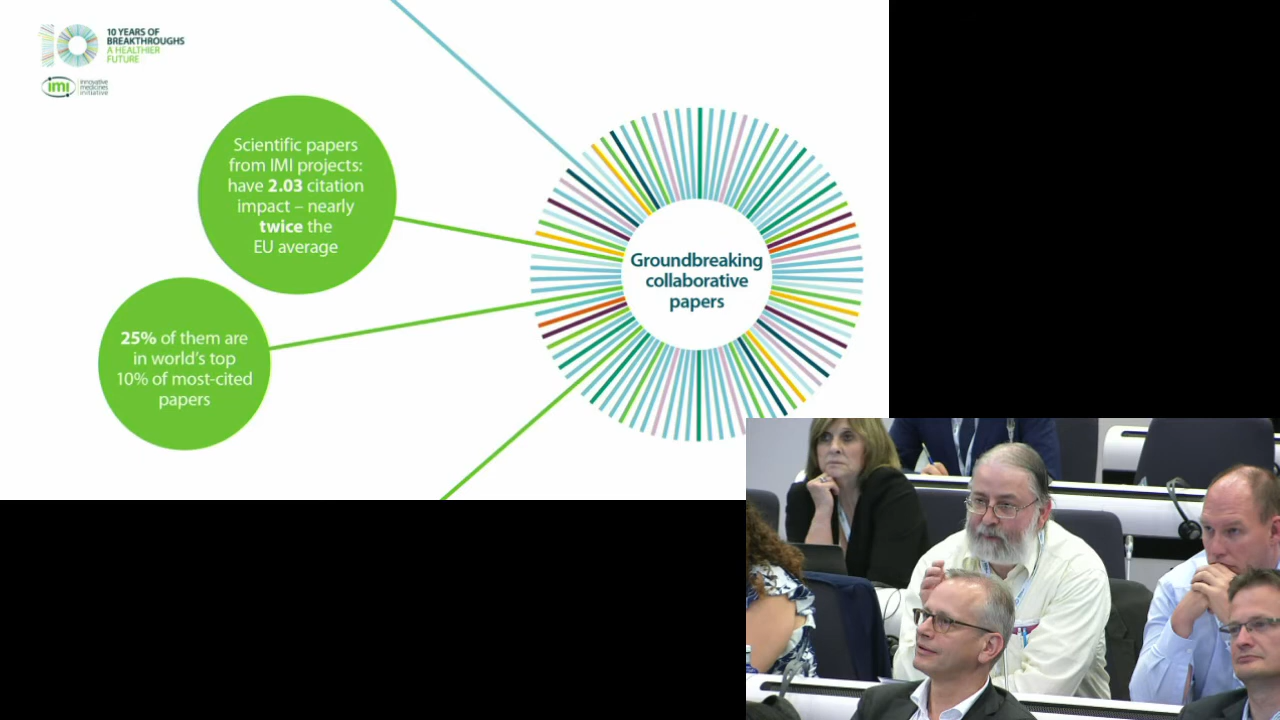 10 YEARS OF
BREAKTHROUGHS
A HEALTHIER
FUTURE
imi innovative
medicines
initiative
Scientific papers
from IMI projects:
have 2.03 citation
impact – nearly
twice the
EU average
25% of them are
in world's top
10% of most-cited
papers
Groundbreaking
collaborative
papers